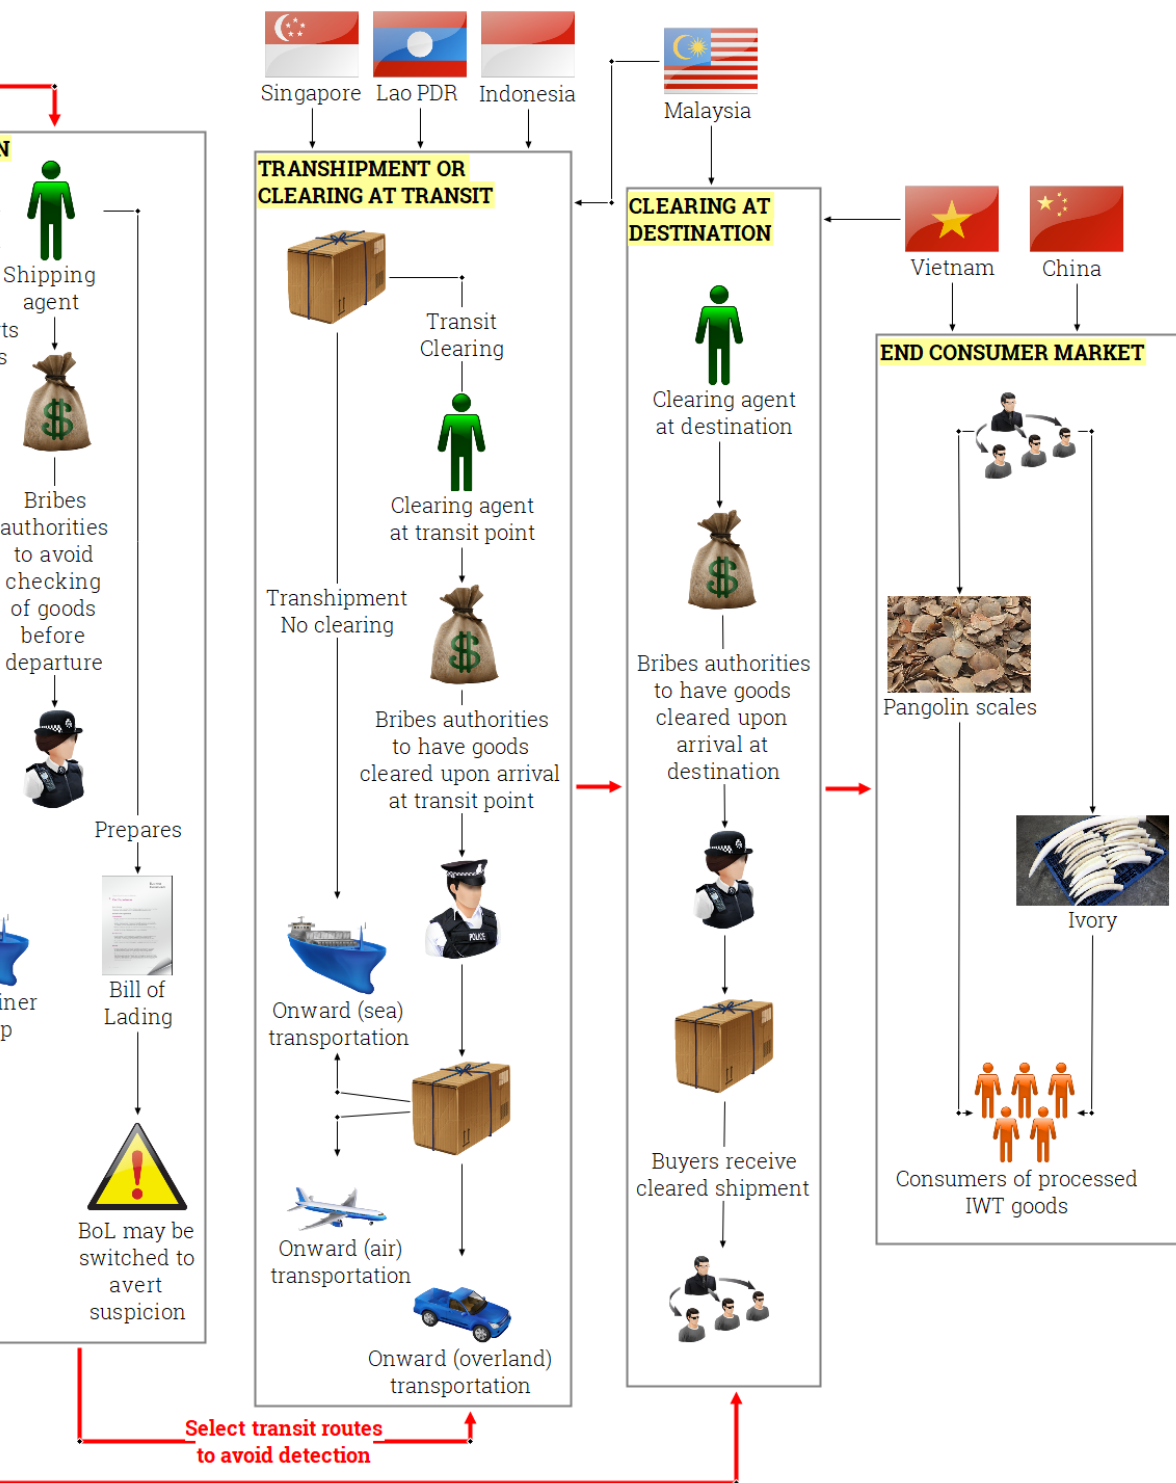 Singapore
Lao PDR
Indonesia
Malaysia
Vietnam
China
N
Shipping
agent
Bribes
authorities
to avoid
checking
of goods
before
departure
Prepares
Bill of
Lading
BoL may be
switched to
avert
suspicion
Select transit routes
to avoid detection
TRANSHIPMENT OR
CLEARING AT TRANSIT
Transit
Clearing
Clearing agent
at transit point
Transhipment
No clearing
Bribes authorities
to have goods
cleared upon arrival
at transit point
POLICE
Onward (sea)
transportation
Onward (air)
transportation
Onward (overland)
transportation
CLEARING AT
DESTINATION
Clearing agent
at destination
Bribes authorities
to have goods
cleared upon
arrival at
destination
Buyers receive
cleared shipment
END CONSUMER MARKET
Pangolin scales
Ivory
Consumers of processed
IWT goods